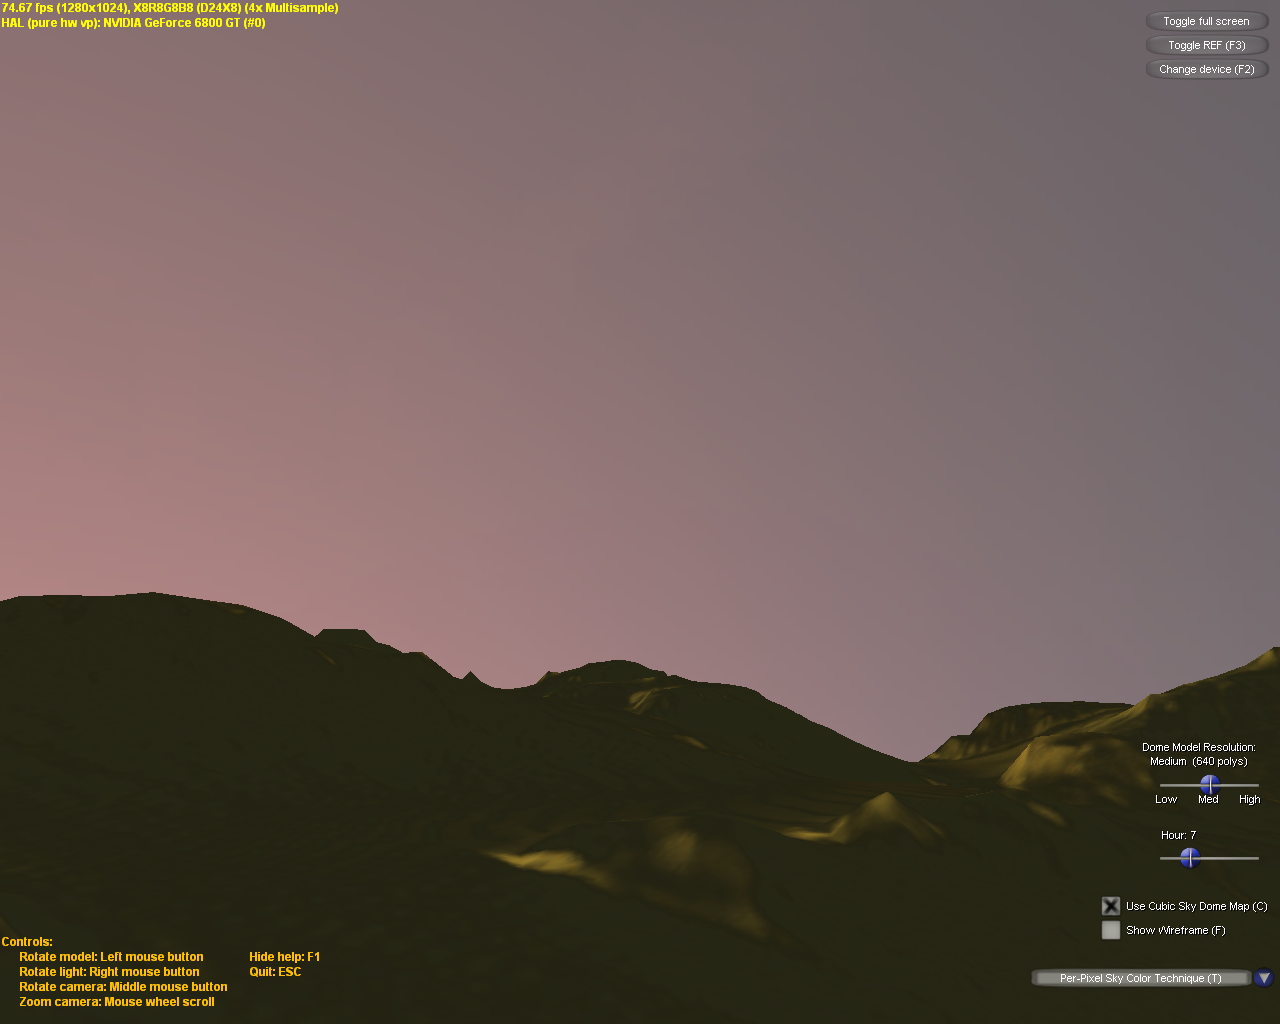 74.67 fps (1280x1024), X8R8G8B8 (D24X8) (4x Multisample)
HAL (pure hw vp): NVIDIA GeForce 6800 GT (#0)
Toggle full screen
Toggle REF (F3)
Change device (F2)
Dome Model Resolution:
Medium (640 polys)
Low Med High
Hour: 7
Use Cubic Sky Dome Map (C)
Show Wireframe (F)
Per-Pixel Sky Color Technique (T)
Controls:
Rotate model: Left mouse button
Rotate light: Right mouse button
Rotate camera: Middle mouse button
Zoom camera: Mouse wheel scroll
Hide help: F1
Quit: ESC